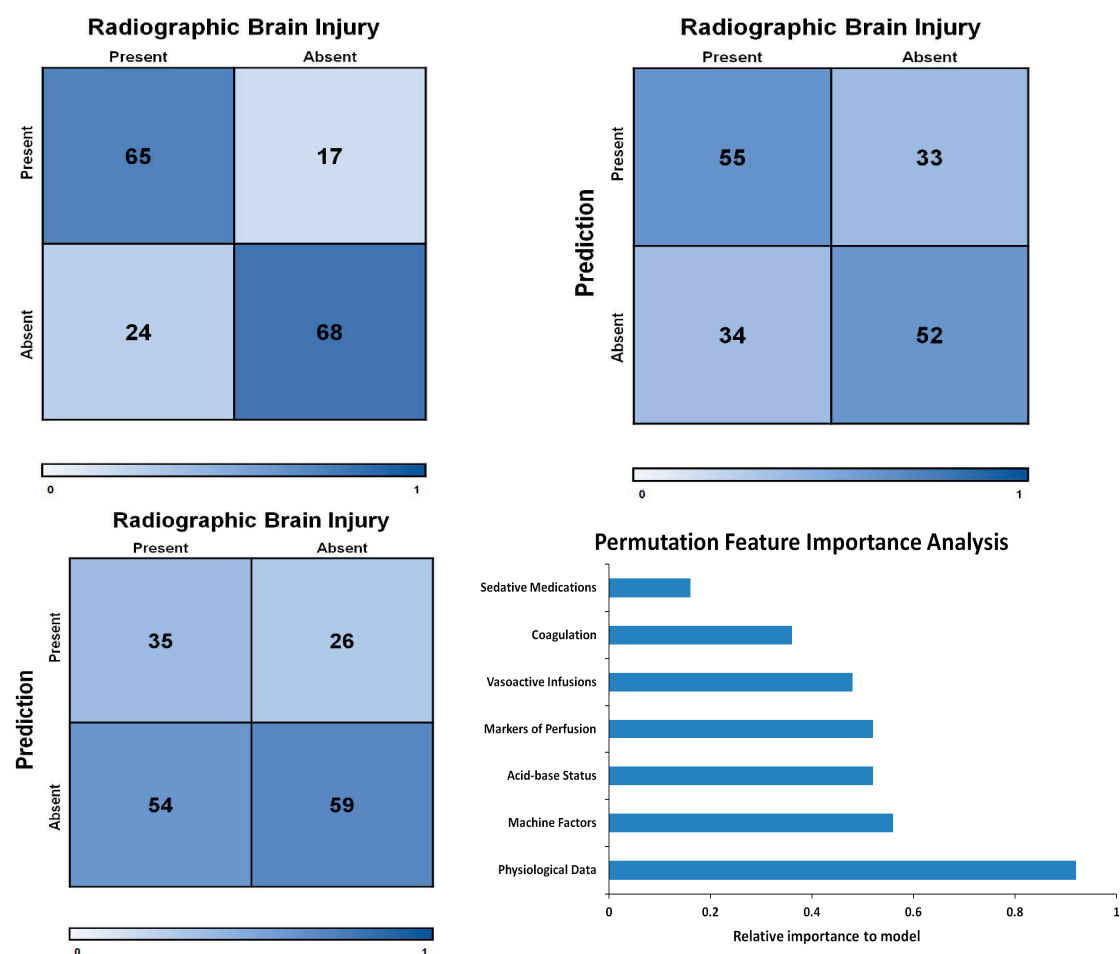 Radiographic Brain Injury
Present Absent
Present
65 17
Absent
24 68
0 1
Radiographic Brain Injury
Present Absent
Prediction
Present
55 33
Absent
34 52
0 1
Radiographic Brain Injury
Present Absent
Prediction
Present
35 26
Absent
54 59
0 1
Permutation Feature Importance Analysis
Sedative Medications
Coagulation
Vasoactive Infusions
Markers of Perfusion
Acid-base Status
Machine Factors
Physiological Data
0 0.2 0.4 0.6 0.8 1
Relative importance to model